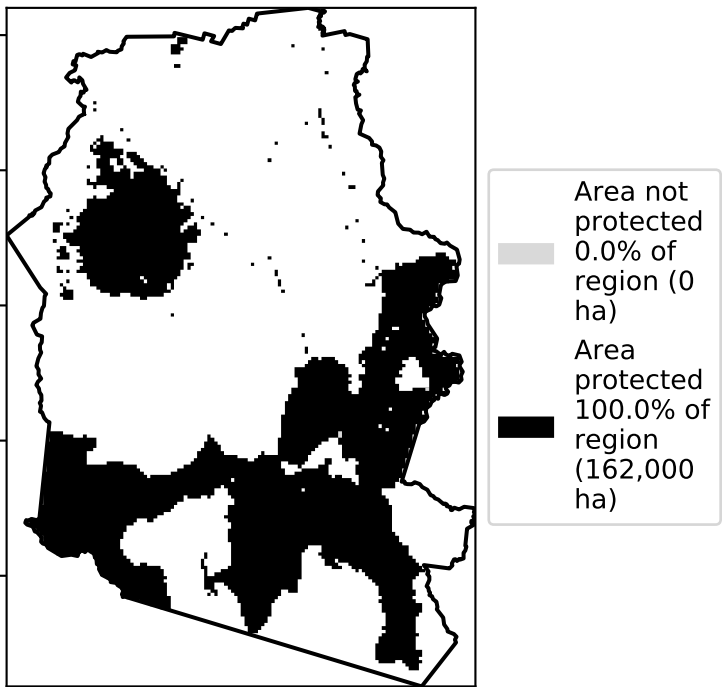 Area not
protected
0.0% of
region (0
ha)
Area
protected
100.0% of
region
(162,000
ha)